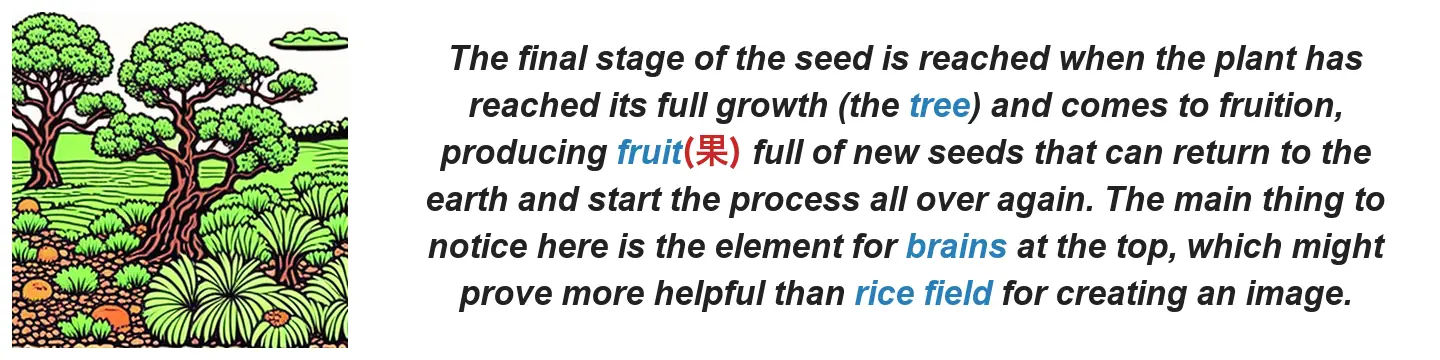 The final stage of the seed is reached when the plant has
reached its full growth (the tree) and comes to fruition,
producing fruit(果) full of new seeds that can return to the
earth and start the process all over again. The main thing to
notice here is the element for brains at the top, which might
prove more helpful than rice field for creating an image.